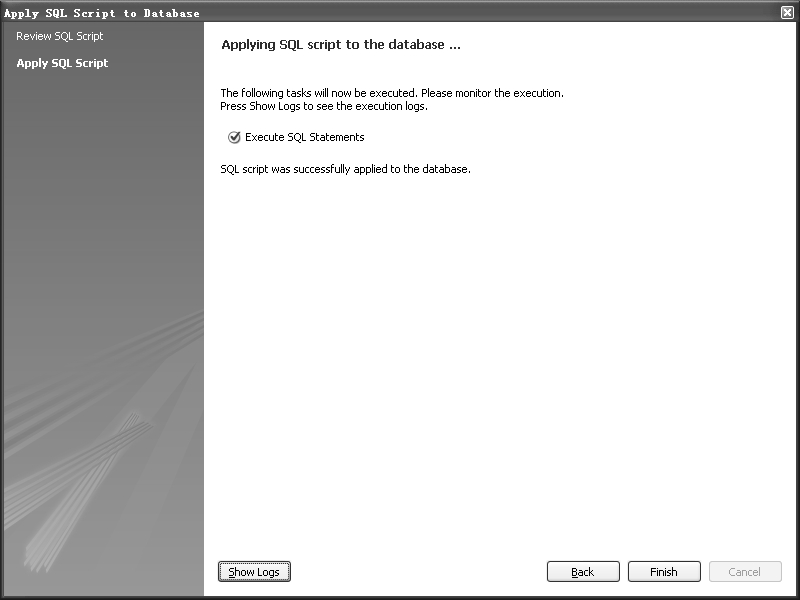 Apply SQL Script to Database
Review SQL Script
Apply SQL Script
Applying SQL script to the database ...
The following tasks will now be executed. Please monitor the execution.
Press Show Logs to see the execution logs.
Execute SQL Statements
SQL script was successfully applied to the database.
Show Logs
Back
Finish
Cancel